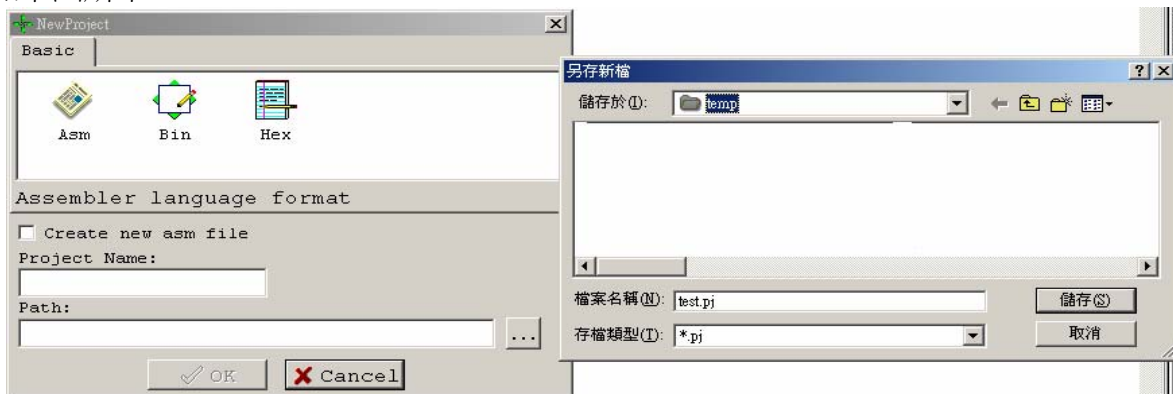 NewProject
Basic
Asm Bin Hex
Assembler language format
Create new asm file
Project Name:
Path:
...
OK Cancel
另存新檔
儲存於(I): temp
檔案名稱(N): test.pj 儲存(S)
存檔類型(T): *.pj 取消